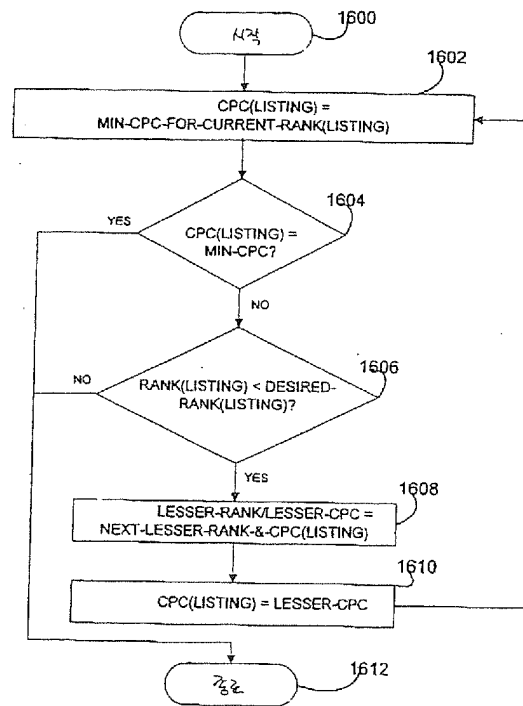 시작
1600
1602
CPC(LISTING) =
MIN-CPC-FOR-CURRENT-RANK(LISTING)
1604
YES
CPC(LISTING) =
MIN-CPC?
NO
1606
NO
RANK(LISTING) < DESIRED-
RANK(LISTING)?
YES
1608
LESSER-RANK/LESSER-CPC =
NEXT-LESSER-RANK-&-CPC(LISTING)
1610
CPC(LISTING) = LESSER-CPC
종료
1612